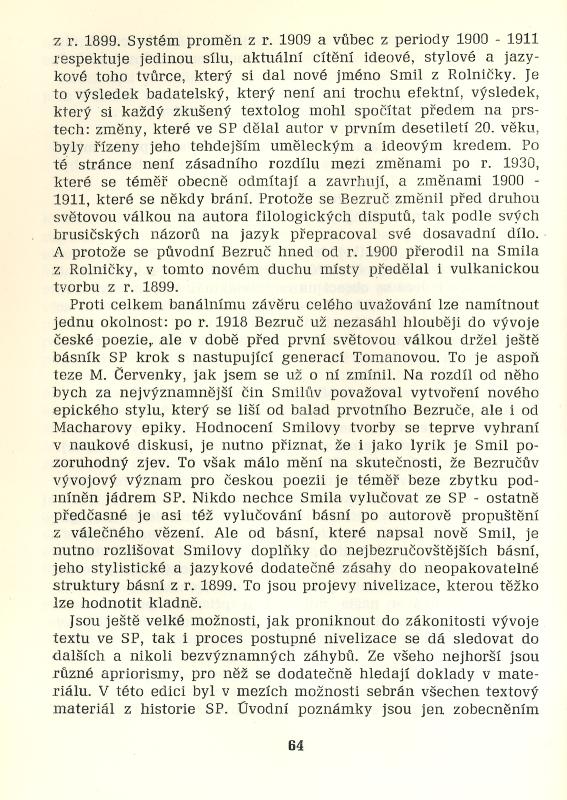 z r. 1899. Systém proměn z r. 1909 a vůbec z periody 1900 - 1911
respektuje jedinou sílu, aktuální cítění ideové, stylové a jazy-
kové toho tvůrce, který si dal nové jméno Smil z Rolničky. Je
to výsledek badatelský, který není ani trochu efektní, výsledek,
který si každý zkušený textolog mohl spočítat předem na prs-
tech: změny, které ve SP dělal autor v prvním desetiletí 20. věku,
byly řízeny jeho tehdejším uměleckým a ideovým kredem. Po
té stránce není zásadního rozdílu mezi změnami po r. 1930,
které se téměř obecně odmítají a zavrhují, a změnami 1900 -
1911, které se někdy brání. Protože se Bezruč změnil před druhou
světovou válkou na autora filologických disputů, tak podle svých
brusičských názorů na jazyk přepracoval své dosavadní dílo.
A protože se původní Bezruč hned od r. 1900 přerodil na Smila
z Rolničky, v tomto novém duchu místy předělal i vulkanickou
tvorbu z r. 1899.
Proti celkem banálnímu závěru celého uvažování lze namítnout
jednu okolnost: po r. 1918 Bezruč už nezasáhl hlouběji do vývoje
české poezie, ale v době před první světovou válkou držel ještě
básník SP krok s nastupující generací Tomanovou. To je aspoň
teze M. Červenky, jak jsem se už o ní zmínil. Na rozdíl od něho
bych za nejvýznamnější čin Smilův považoval vytvoření nového
epického stylu, který se liší od balad prvotního Bezruče, ale i od
Macharovy epiky. Hodnocení Smilovy tvorby se teprve vyhraní
v naukové diskusi, je nutno přiznat, že i jako lyrik je Smil po-
zoruhodný zjev. To však málo mění na skutečnosti, že Bezručův
vývojový význam pro českou poezii je téměř beze zbytku pod-
míněn jádrem SP. Nikdo nechce Smila vylučovat ze SP - ostatně
předčasné je asi též vylučování básní po autorově propuštění
z válečného vězení. Ale od básní, které napsal nově Smil, je
nutno rozlišovat Smilovy doplňky do nejbezručovštějších básní,
jeho stylistické a jazykové dodatečné zásahy do neopakovatelné
struktury básní z r. 1899. To jsou projevy nivelizace, kterou těžko
lze hodnotit kladně.
Jsou ještě velké možnosti, jak proniknout do zákonitosti vývoje
textu ve SP, tak i proces postupné nivelizace se dá sledovat do
dalších a nikoli bezvýznamných záhybů. Ze všeho nejhorší jsou
různé apriorismy, pro něž se dodatečně hledají doklady v mate-
riálu. V této edici byl v mezích možnosti sebrán všechen textový
materiál z historie SP. Úvodní poznámky jsou jen zobecněním
64